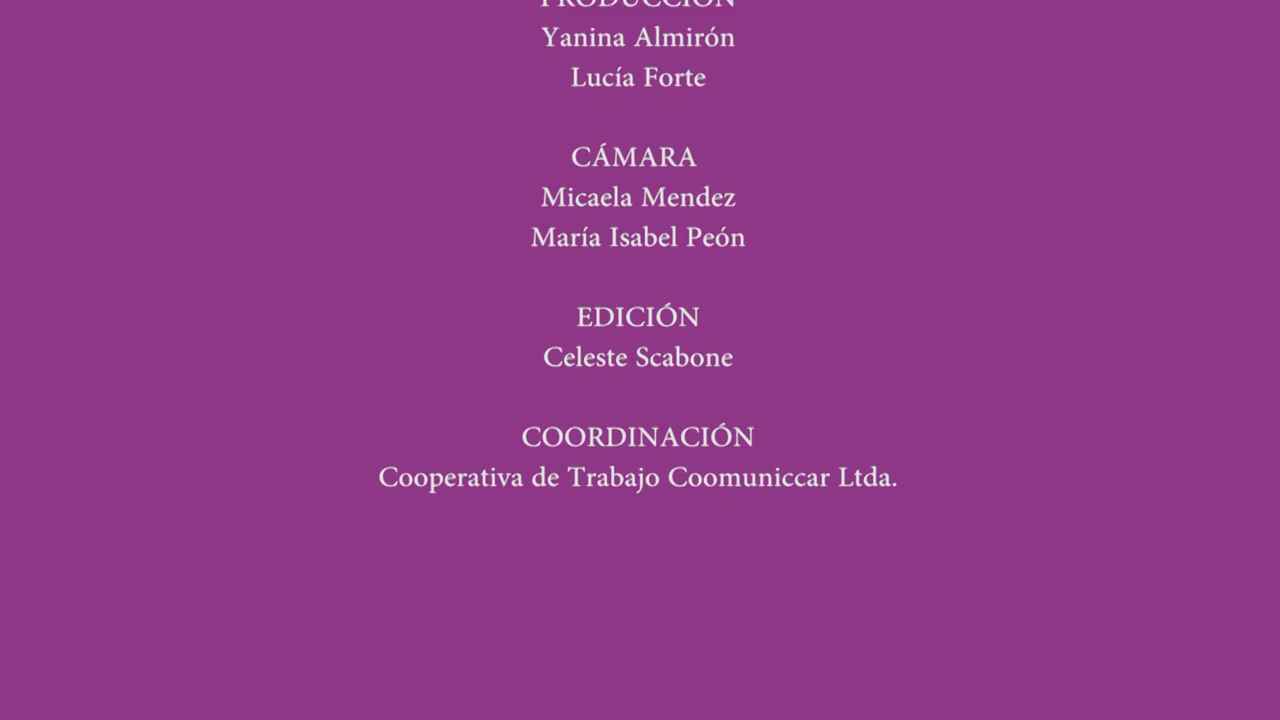 PRODUCCIÓN
Yanina Almirón
Lucía Forte
CÁMARA
Micaela Mendez
María Isabel Peón
EDICIÓN
Celeste Scabone
COORDINACIÓN
Cooperativa de Trabajo Coomuniccar Ltda.